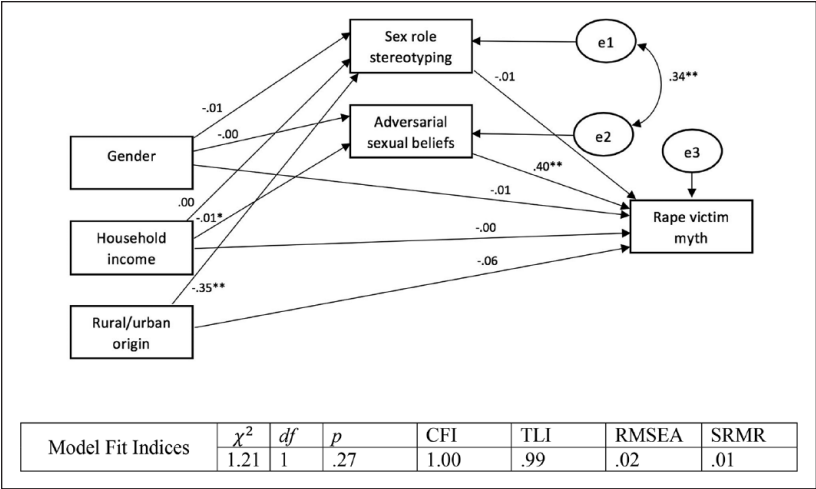 Sex role
stereotyping
e1
-.01
.34**
-.01
Adversarial
sexual beliefs
e2
-.00
Gender
e3
.40**
.00
-.01
-.01*
Rape victim
myth
Household
income
-.00
-.06
-.35**
Rural/urban
origin
Model Fit Indices
χ² df p CFI TLI RMSEA SRMR
1.21 1 .27 1.00 .99 .02 .01